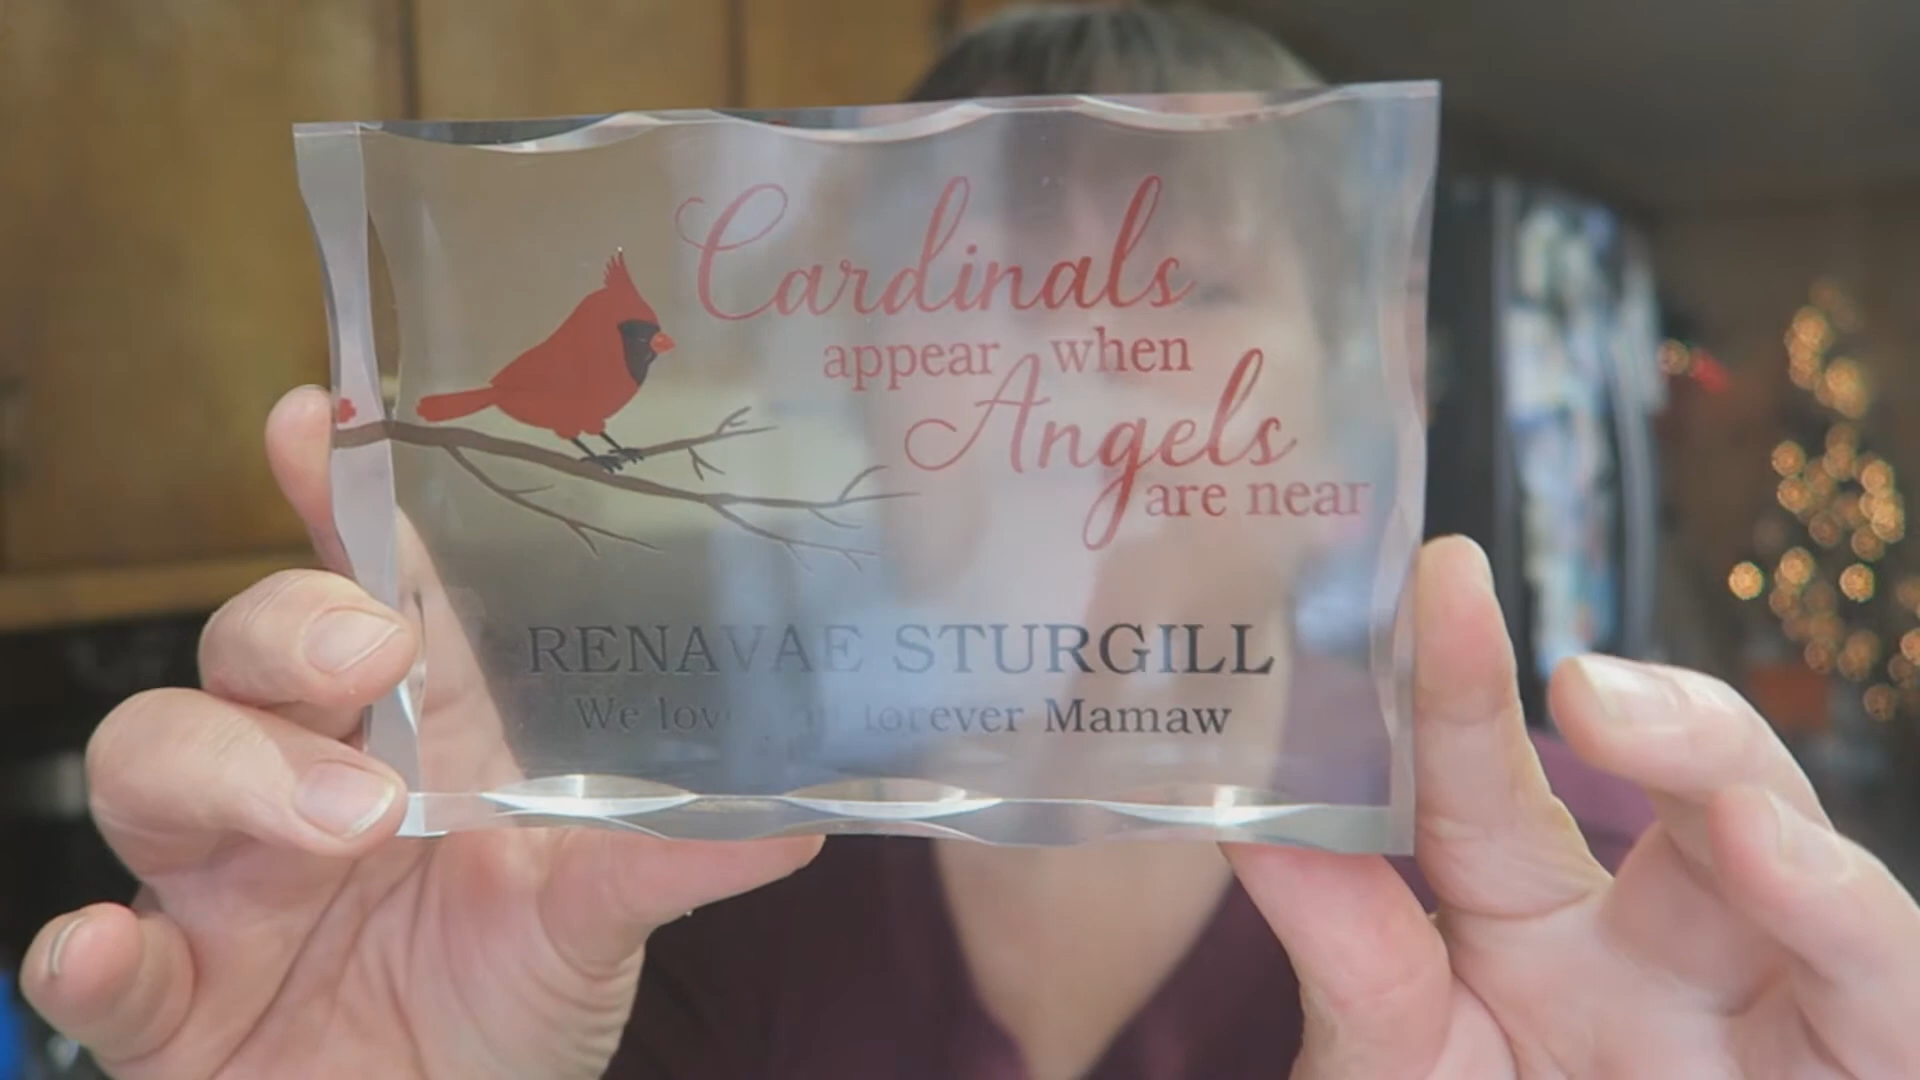 Cardinals
appear when
Angels
are near
RENAVAE STURGILL
We forever Mamaw